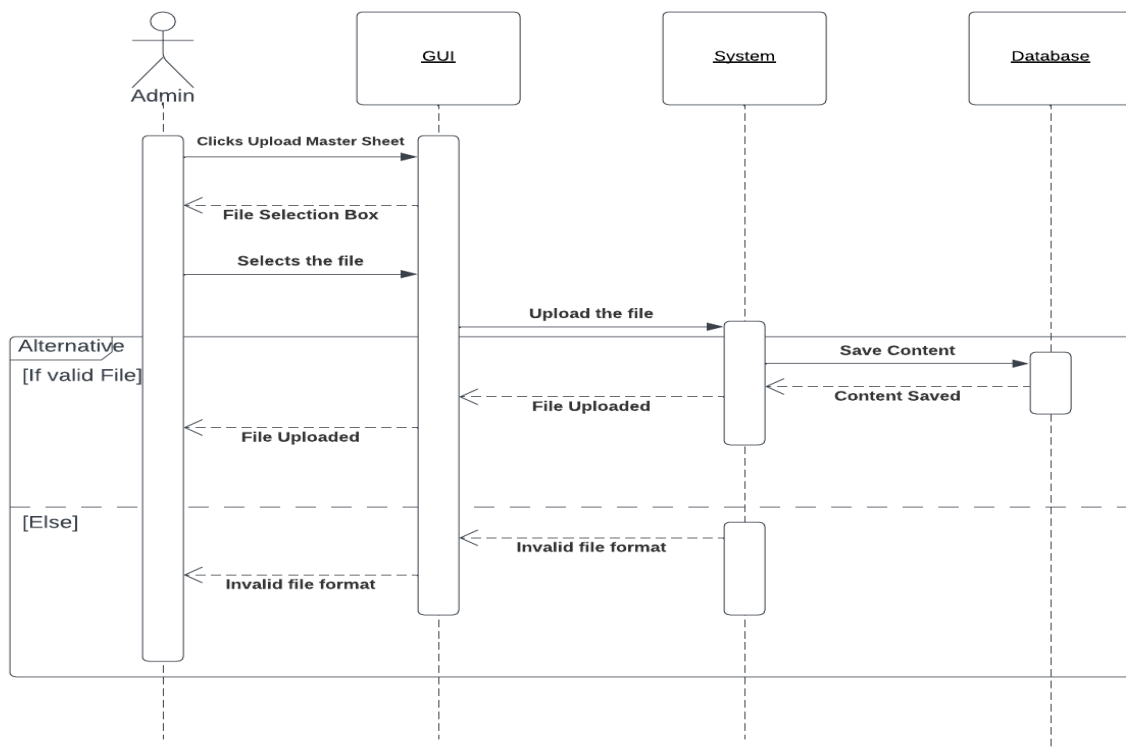 GUI
System
Database
Admin
Clicks Upload Master Sheet
File Selection Box
Selects the file
Upload the file
Alternative
[If valid File]
Save Content
Content Saved
File Uploaded
File Uploaded
[Else]
Invalid file format
Invalid file format